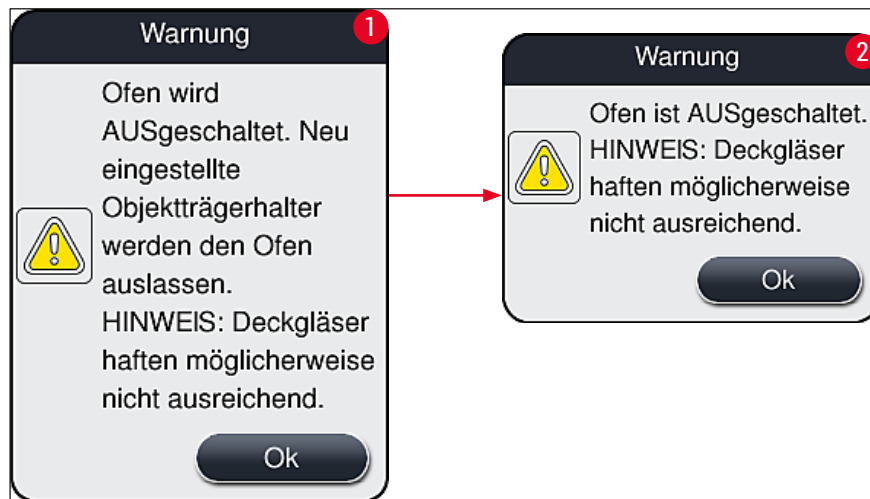 Warnung
1
Ofen wird
AUSgeschaltet. Neu
eingestellte
Objektträgerhalter
werden den Ofen
auslassen.
HINWEIS: Deckgläser
haften möglicherweise
nicht ausreichend.
Ok
Warnung
2
Ofen ist AUSgeschaltet.
HINWEIS: Deckgläser
haften möglicherweise
nicht ausreichend.
Ok